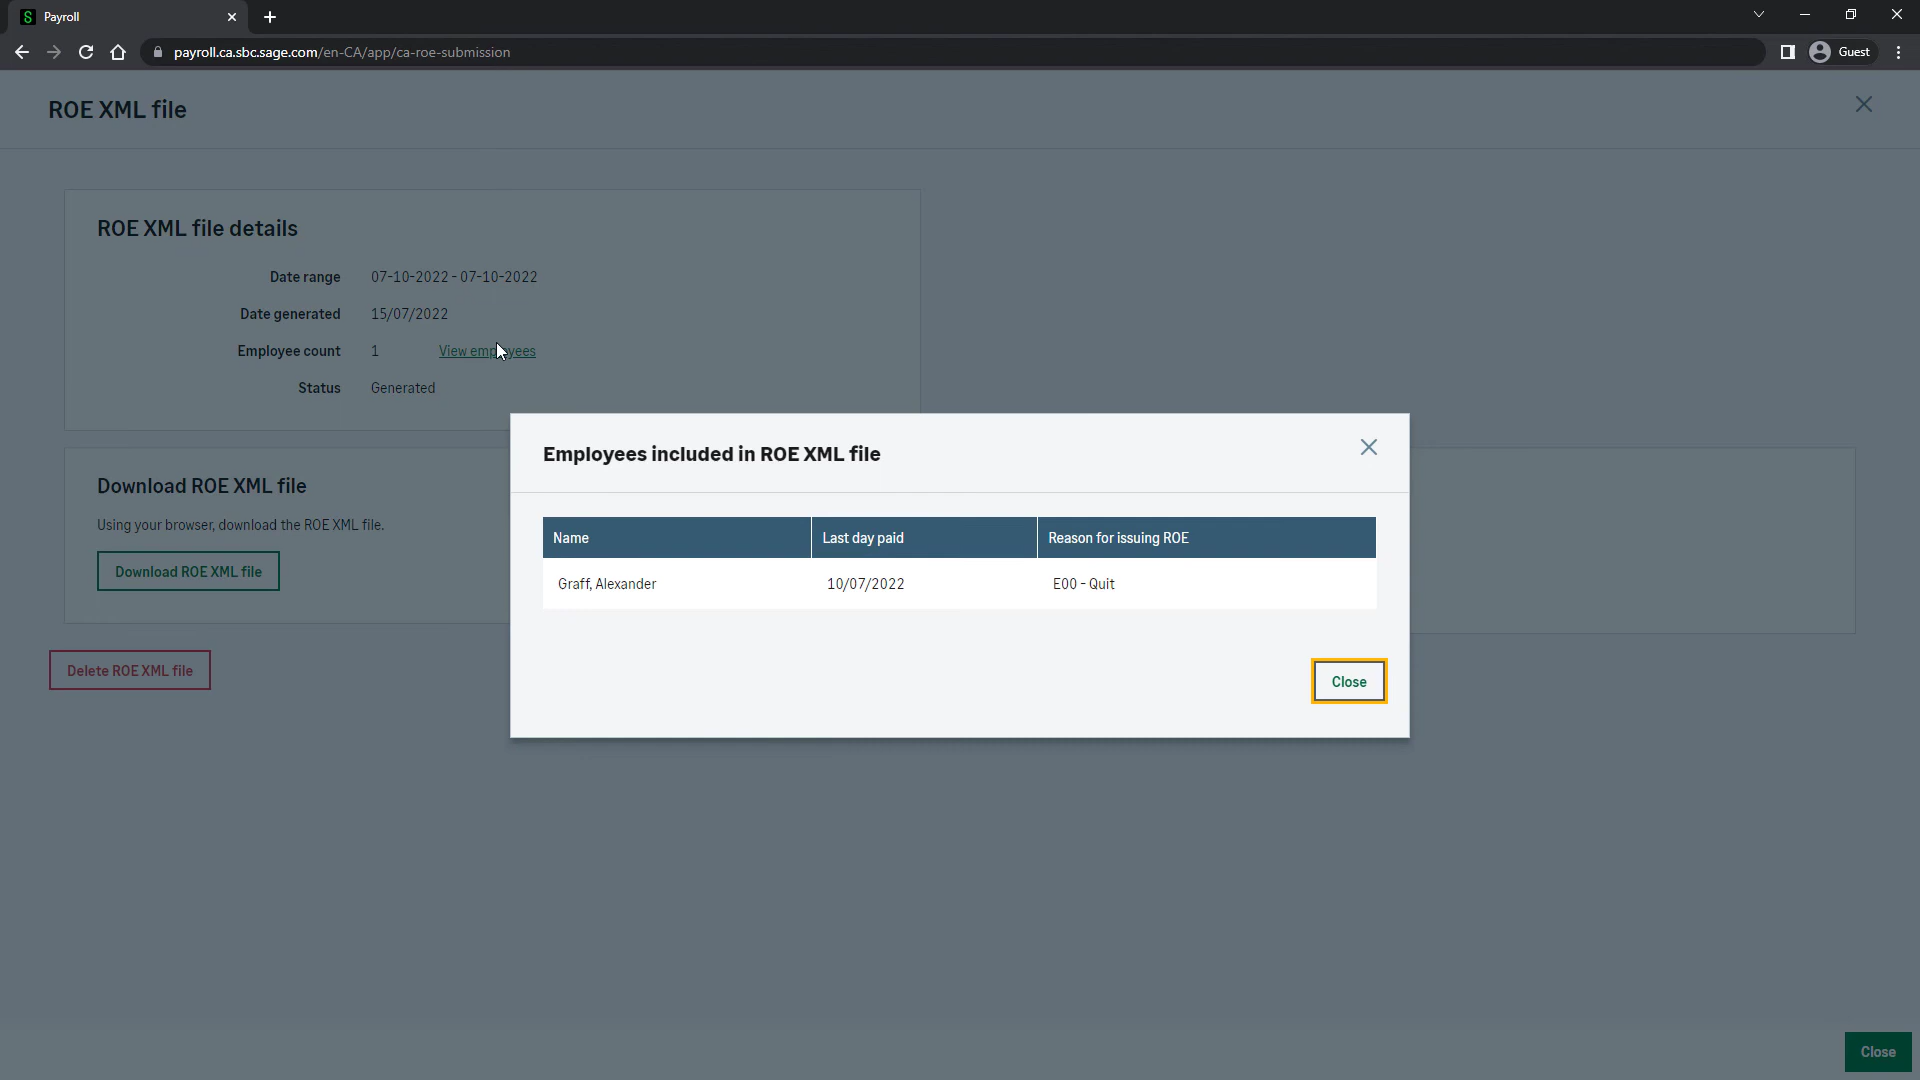 Payroll
payroll.ca.sbc.sage.com/en-CA/app/ca-roe-submission
Guest
ROE XML file
ROE XML file details
Date range 07-10-2022 - 07-10-2022
Date generated 15/07/2022
Employee count 1 View employees
Status Generated
Employees included in ROE XML file
Name Last day paid Reason for issuing ROE
Graff, Alexander 10/07/2022 E00 - Quit
Close
Download ROE XML file
Using your browser, download the ROE XML file.
Download ROE XML file
Delete ROE XML file
Close